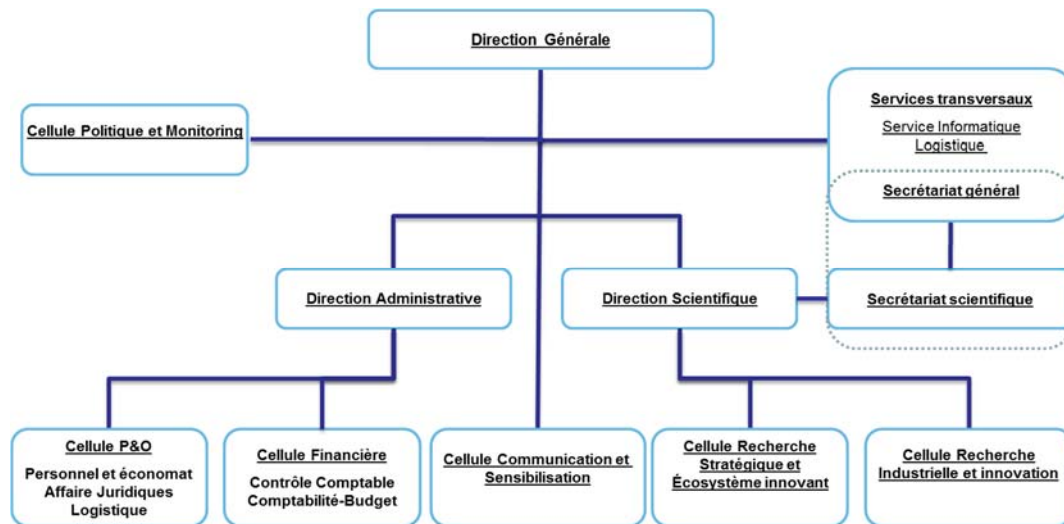 Direction Générale
Cellule Politique et Monitoring
Services transversaux
Service Informatique
Logistique
Secrétariat général
Direction Administrative
Direction Scientifique
Secrétariat scientifique
Cellule P&O
Personnel et économat
Affaire Juridiques
Logistique
Cellule Financière
Contrôle Comptable
Comptabilité-Budget
Cellule Communication et
Sensibilisation
Cellule Recherche
Stratégique et
Écosystème innovant
Cellule Recherche
Industrielle et innovation